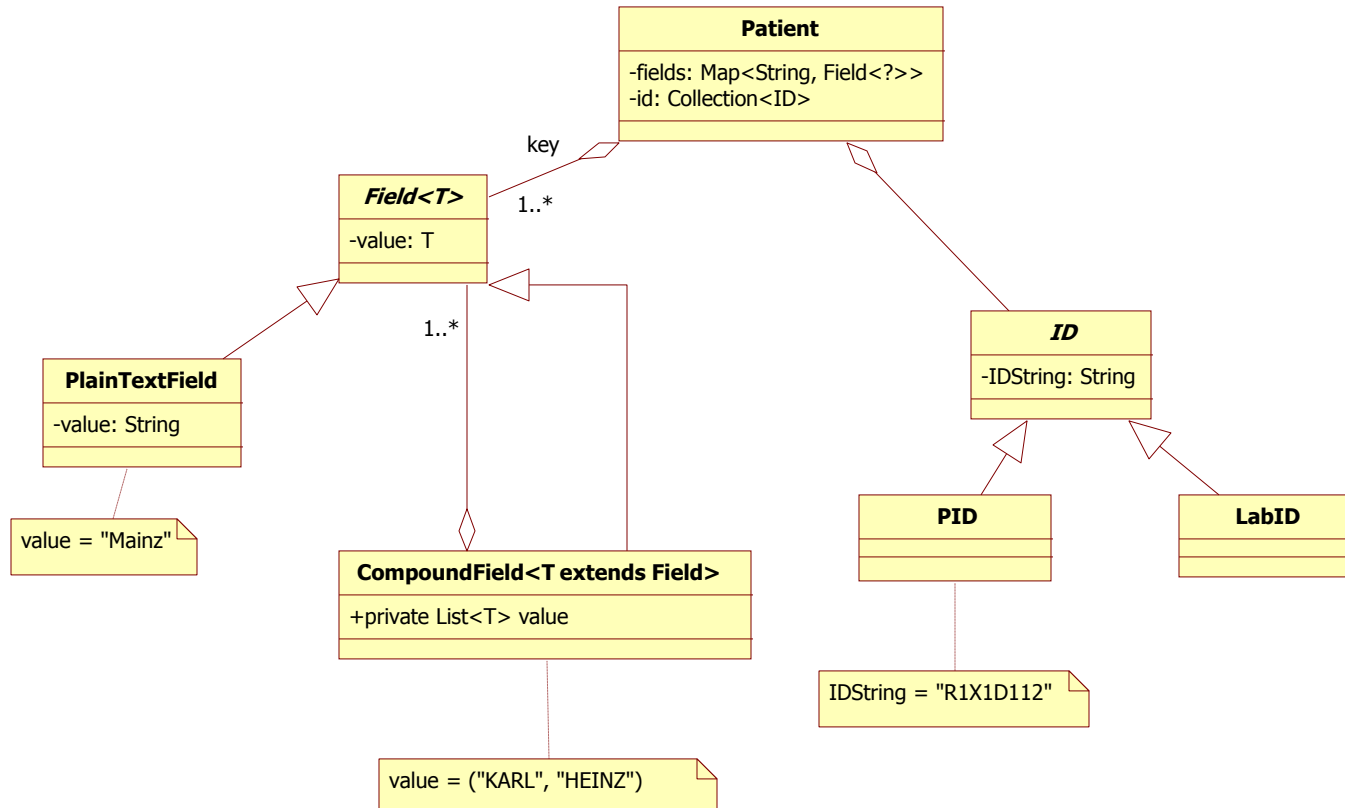 Patient
-fields: Map<String, Field<?>>
-id: Collection<ID>
key
1..*
Field<T>
-value: T
1..*
ID
-IDString: String
PlainTextField
-value: String
value = "Mainz"
PID
LabID
CompoundField<T extends Field>
+private List<T> value
IDString = "R1X1D112"
value = ("KARL", "HEINZ")